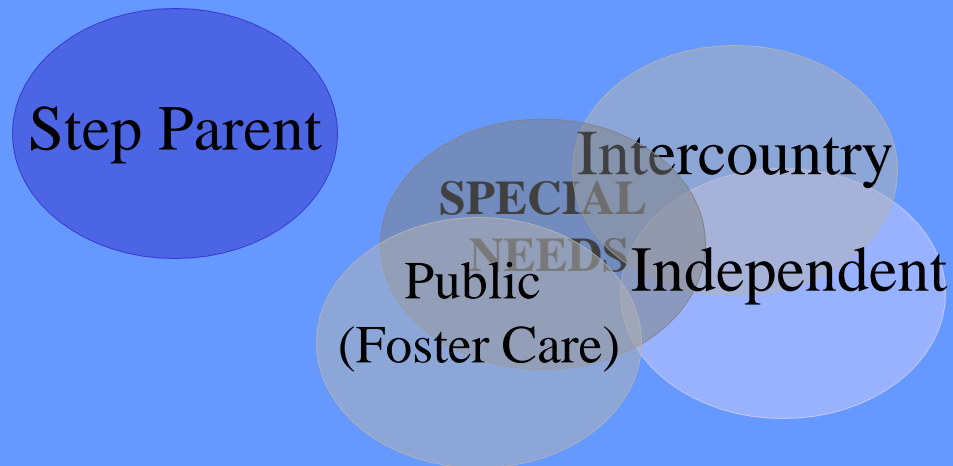 Step Parent
Intercountry
SPECIAL
NEEDS
Independent
Public
(Foster Care)